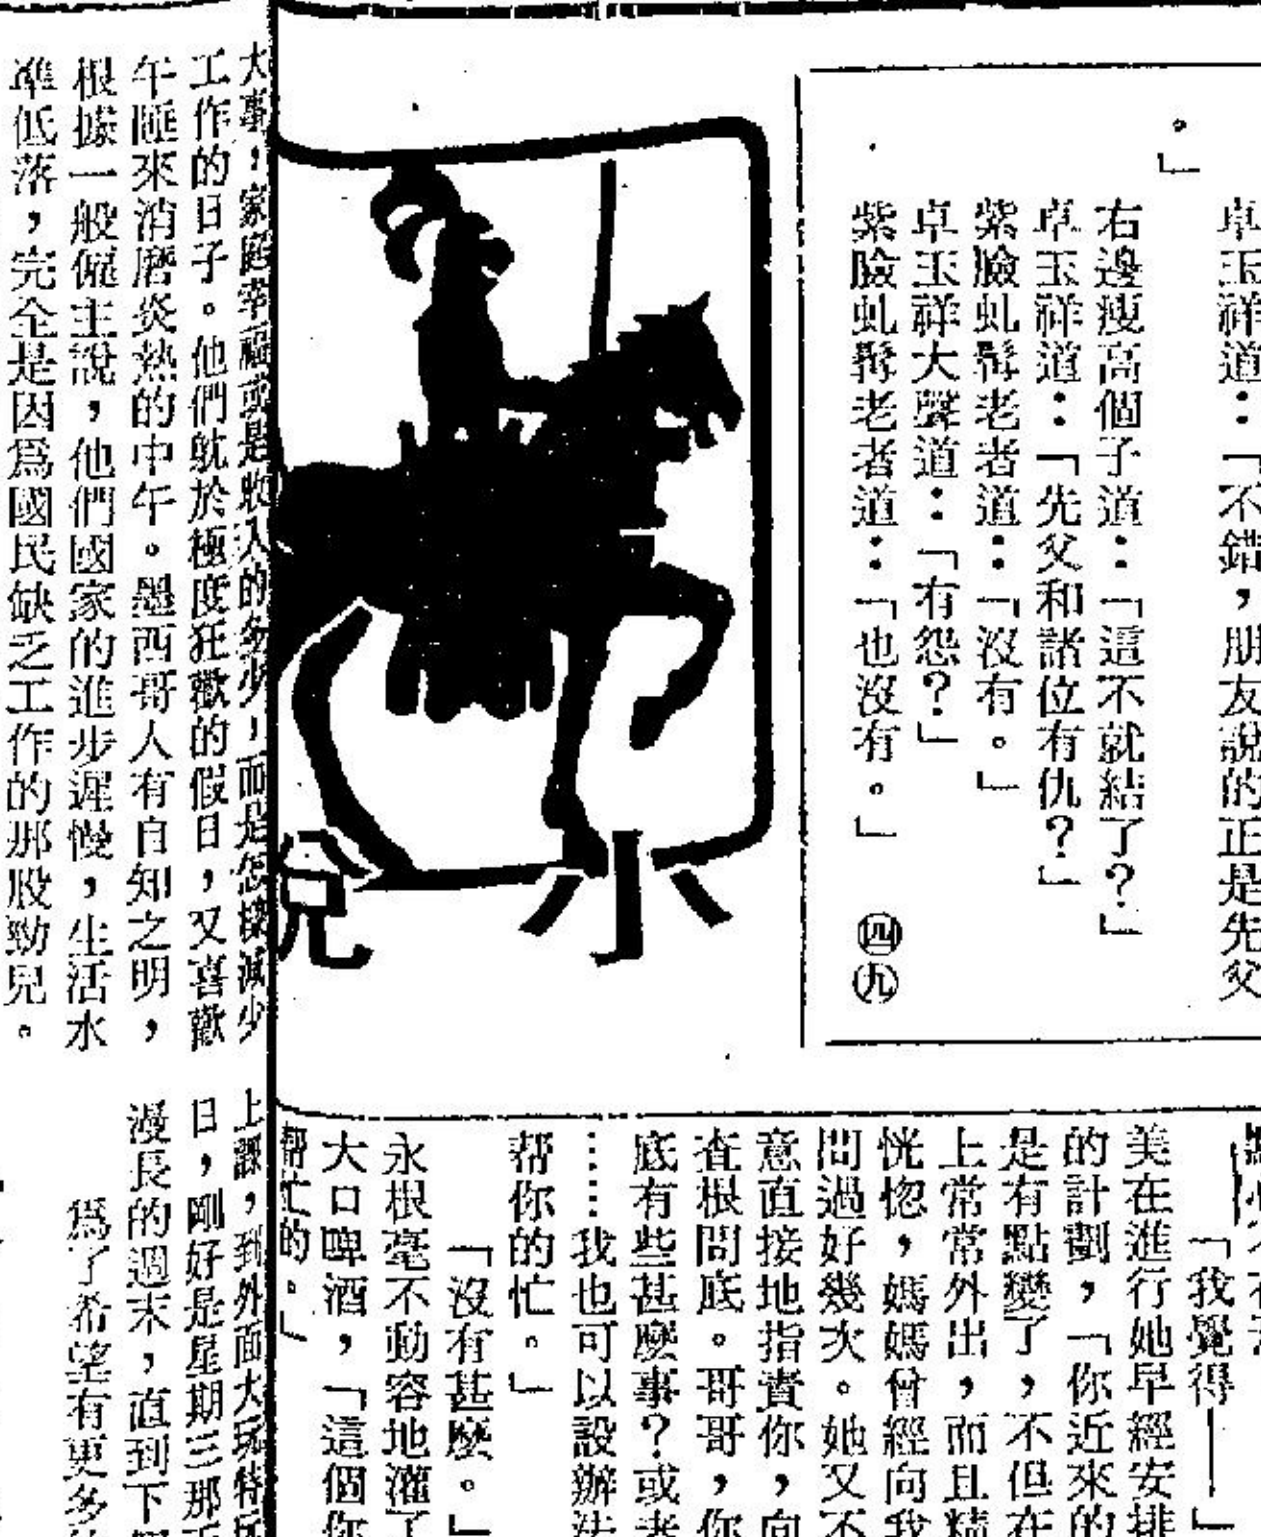 卓玉祥道：「不錯，朋友說的正是先父
。」
右邊瘦高個子道：「這不就結了？」
卓玉祥道：「先父和諸位有仇？」
紫臉虬髯老者道：「沒有。」
卓玉祥大聲道：「有怨？」
紫臉虬髯老者道：「也沒有。」 ㊃㊈
小
說
「我覺得——」
美在進行她早經安排
的計劃，「你近來的
是有點變了，不但在
上常常外出，而且精
恍惚，媽媽曾經向我
問過好幾次。她又不
意直接地指責你，向
查根問底。哥哥，你
底有些甚麼事？或者
……我也可以設辦法
帮你的忙。」
「沒有甚麼。」
永根毫不動容地灌了
大口啤酒，「這個你
帮忙的。」
大事，家庭幸福或是收入的多少！而是怎樣減少
工作的日子。他們躭於極度狂歡的假日，又喜歡
午睡來消磨炎熱的中午。墨西哥人有自知之明，
根據一般僱主說，他們國家的進步遲慢，生活水
準低落，完全是因爲國民缺乏工作的那股勁兒。
上課，到外面大玩特玩
日，剛好是星期三那天
漫長的週末，直到下
爲了希望有更多